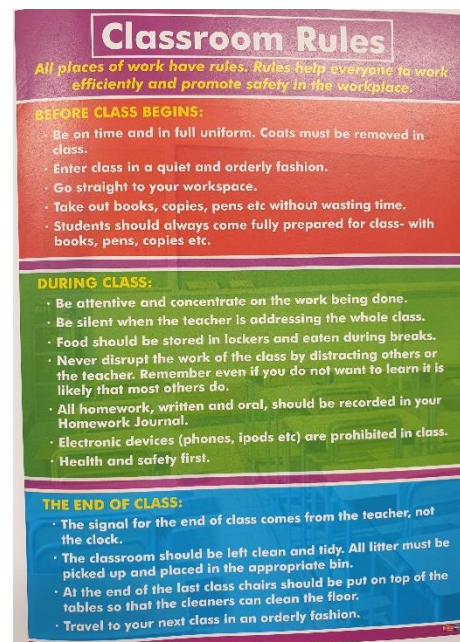 Classroom Rules
All places of work have rules. Rules help everyone to work
efficiently and promote safety in the workplace.
BEFORE CLASS BEGINS:
· Be on time and in full uniform. Coats must be removed in
class.
· Enter class in a quiet and orderly fashion.
· Go straight to your workspace.
· Take out books, copies, pens etc without wasting time.
· Students should always come fully prepared for class- with
books, pens, copies etc.
DURING CLASS:
· Be attentive and concentrate on the work being done.
· Be silent when the teacher is addressing the whole class.
· Food should be stored in lockers and eaten during breaks.
· Never disrupt the work of the class by distracting others or
the teacher. Remember even if you do not want to learn it is
likely that most others do.
· All homework, written and oral, should be recorded in your
Homework Journal.
· Electronic devices (phones, ipods etc) are prohibited in class.
· Health and safety first.
THE END OF CLASS:
· The signal for the end of class comes from the teacher, not
the clock.
· The classroom should be left clean and tidy. All litter must be
picked up and placed in the appropriate bin.
· At the end of the last class chairs should be put on top of the
tables so that the cleaners can clean the floor.
· Travel to your next class in an orderly fashion.